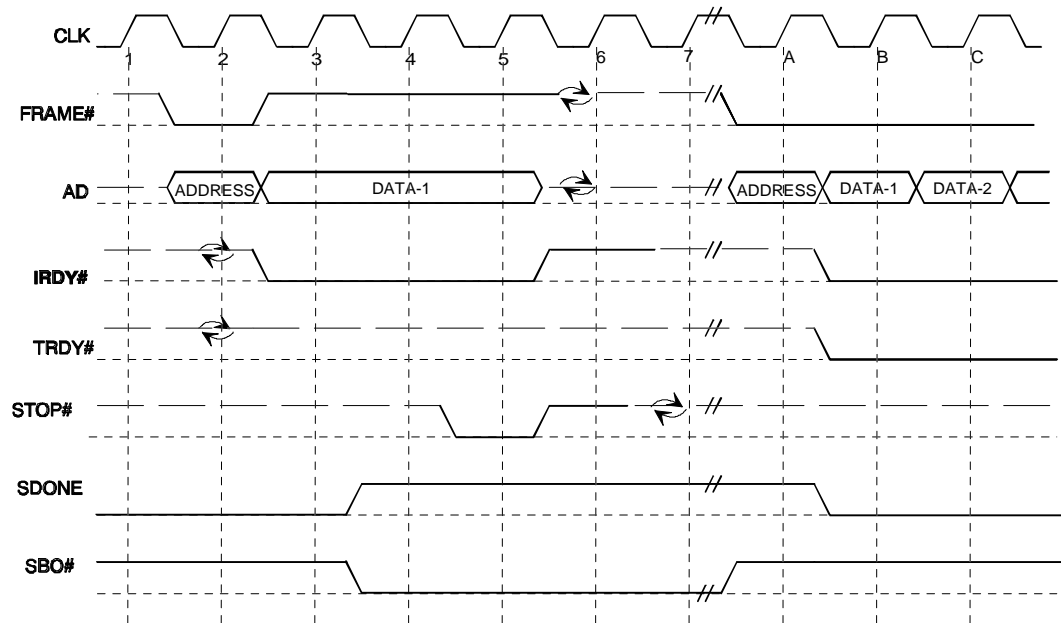 CLK
1 2 3 4 5 6 7 A B C
FRAME#
AD ADDRESS DATA-1 ADDRESS DATA-1 DATA-2
IRDY#
TRDY#
STOP#
SDONE
SBO#